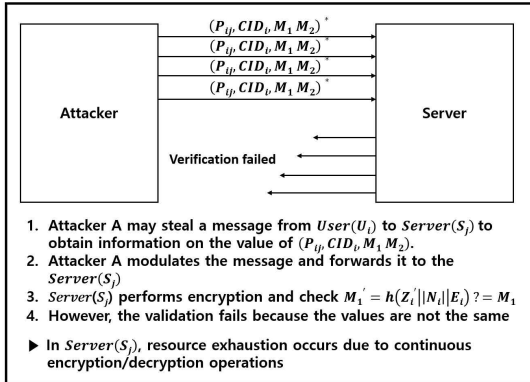 (P_ij, CID_i, M_1 M_2)*
(P_ij, CID_i, M_1 M_2)*
(P_ij, CID_i, M_1 M_2)*
(P_ij, CID_i, M_1 M_2)*
Attacker
Server
Verification failed
1. Attacker A may steal a message from User(U_i) to Server(S_j) to
obtain information on the value of (P_ij, CID_i, M_1 M_2).
2. Attacker A modulates the message and forwards it to the
Server(S_j)
3. Server(S_j) performs encryption and check M_1′ = h(Z_i′||N_i||E_i) ? = M_1
4. However, the validation fails because the values are not the same
▶ In Server(S_j), resource exhaustion occurs due to continuous
encryption/decryption operations